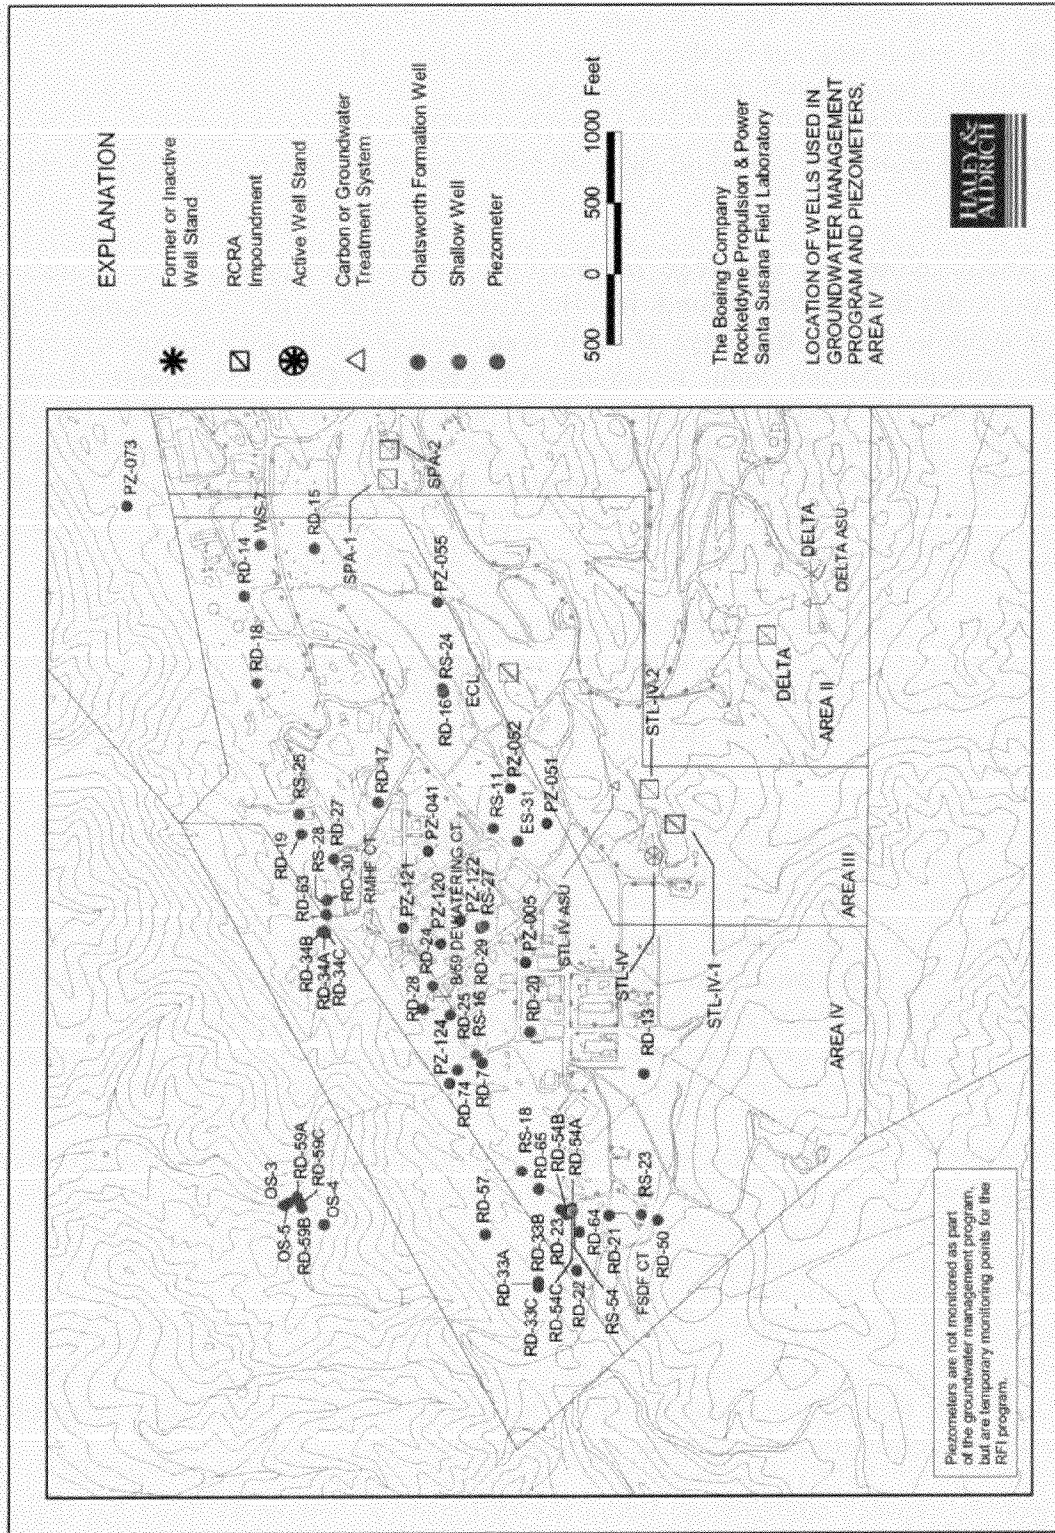 EXPLANATION
Former or Inactive
Well Stand
RCRA
Impoundment
Active Well Stand
Carbon or Groundwater
Treatment System
Chatsworth Formation Well
Shallow Well
Piezometer
500 0 500 1000 Feet
The Boeing Company
Rocketdyne Propulsion & Power
Santa Susana Field Laboratory
LOCATION OF WELLS USED IN
GROUNDWATER MANAGEMENT
PROGRAM AND PIEZOMETERS,
AREA IV
HALEY &
ALDRICH
PZ-073
RD-14
WS-7
RD-15
RD-18
SPA-1
SPA-2
PZ-055
RS-24
RD-16
ECL
RS-25
RD-19
RD-17
RD-27
RS-28
RD-30
RD-63
RMHF CT
RD-34B
RD-34A
RD-34C
PZ-041
PZ-121
PZ-120
B/59 DEWATERING CT
PZ-122
RS-27
RD-24
RD-29
RD-28
RD-25
RS-16
PZ-124
RD-74
RD-7
RS-11
PZ-052
ES-31
PZ-051
PZ-005
RD-20
STL-IV ASU
STL-IV
STL-IV-2
STL-IV-1
RD-13
DELTA
DELTA ASU
DELTA
AREA II
AREA III
AREA IV
OS-3
OS-5
RD-59A
RD-59C
RD-59B
OS-4
RD-57
RS-18
RD-65
RD-54B
RD-54A
RD-33A
RD-33B
RD-33C
RD-23
RD-54C
RD-22
RD-64
RD-21
RS-54
RS-23
FSDF CT
RD-50
Piezometers are not monitored as part
of the groundwater management program,
but are temporary monitoring points for the
RFI program.